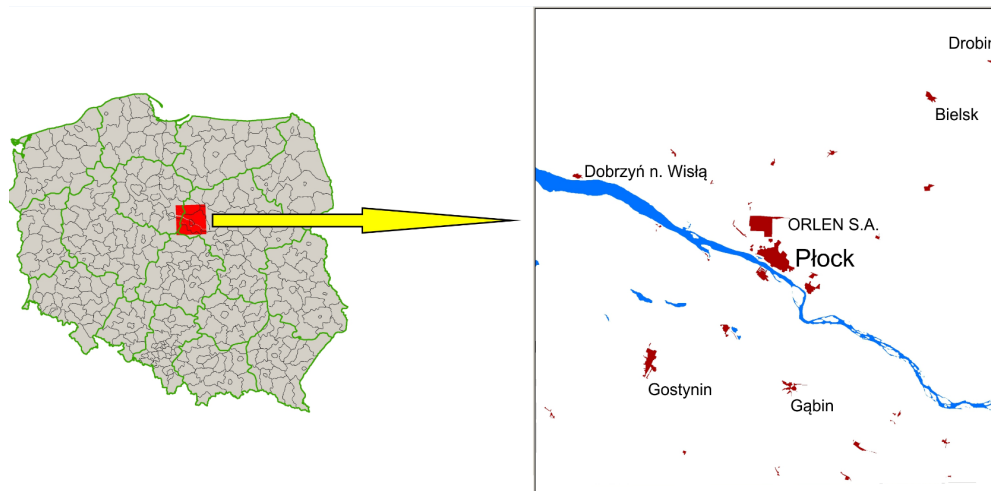 Drobin
Bielsk
Dobrzyń n. Wisłą
ORLEN S.A.
Płock
Gostynin
Gąbin